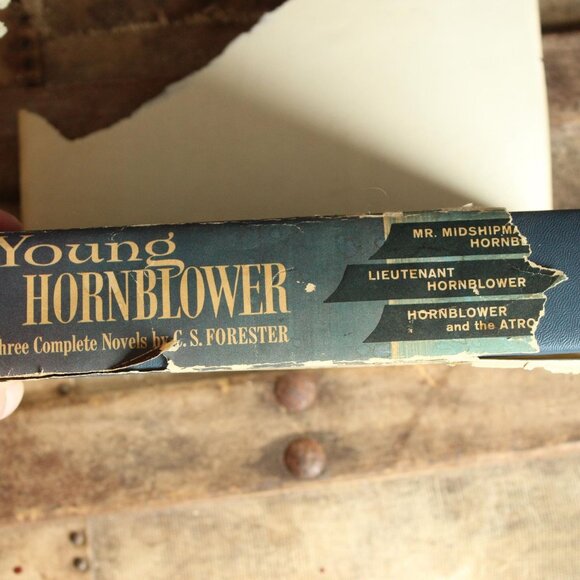 Young
HORNBLOWER
hree Complete Novels by C. S. FORESTER
MR. MIDSHIPMA
HORNB
LIEUTENANT
HORNBLOWER
HORNBLOWER
and the ATRO